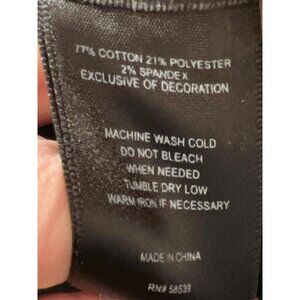 77% COTTON 21% POLYESTER
2% SPANDEX
EXCLUSIVE OF DECORATION
MACHINE WASH COLD
DO NOT BLEACH
WHEN NEEDED
TUMBLE DRY LOW
WARM IRON IF NECESSARY
MADE IN CHINA
RN# 58539